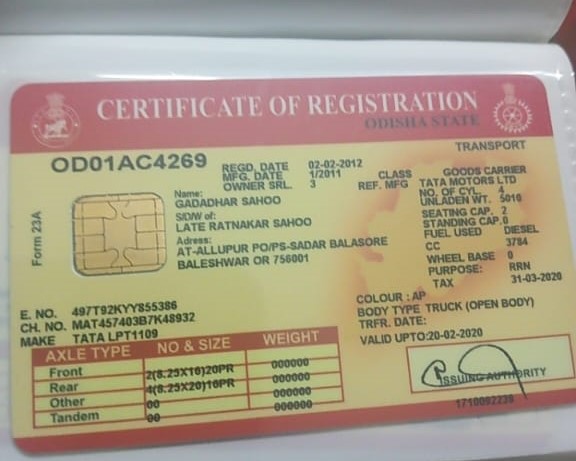 CERTIFICATE OF REGISTRATION
ODISHA STATE
TRANSPORT
OD01AC4269
REGD. DATE 02-02-2012
MFG. DATE 1/2011
OWNER SRL. 3
CLASS GOODS CARRIER
REF. MFG TATA MOTORS LTD
NO. OF CYL. 4
UNLADEN WT. 5010
SEATING CAP. 2
STANDING CAP. 0
FUEL USED DIESEL
CC 3784
WHEEL BASE 0
PURPOSE: RRN
TAX 31-03-2020
Form 23A
Name:
GADADHAR SAHOO
S/D/W of:
LATE RATNAKAR SAHOO
Adress:
AT-ALLUPUR PO/PS-SADAR BALASORE
BALESHWAR OR 756001
COLOUR : AP
BODY TYPE TRUCK (OPEN BODY)
TRFR. DATE:
VALID UPTO:20-02-2020
E. NO. 497T92KYY855386
CH. NO. MAT457403B7K48932
MAKE TATA LPT1109
AXLE TYPE NO & SIZE WEIGHT
Front 2(8.25X16)20PR 000000
Rear 4(8.25X20)16PR 000000
Other 00 000000
Tandem 00 000000
ISSUING AUTHORITY
1710092238